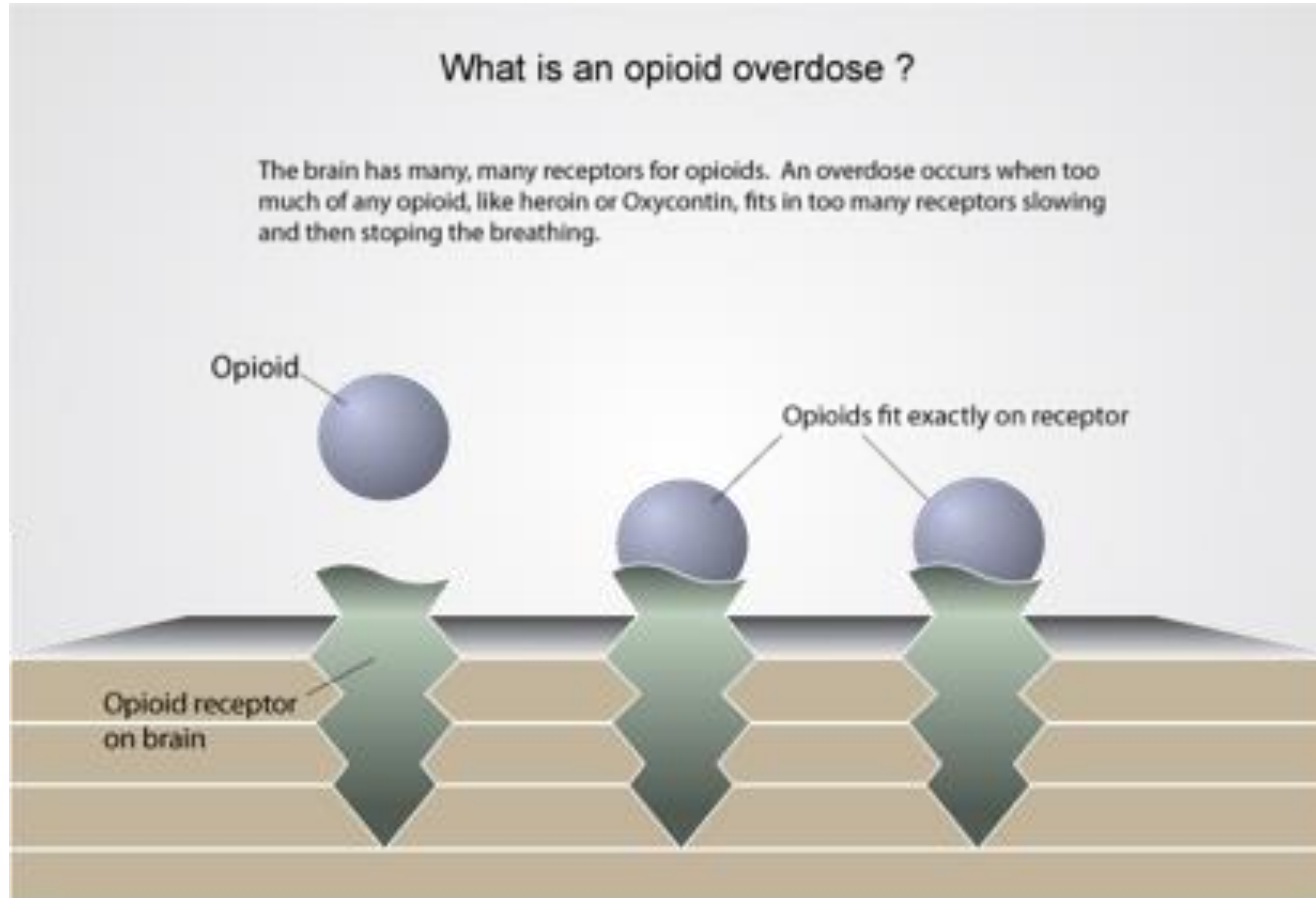 What is an opioid overdose ?
The brain has many, many receptors for opioids. An overdose occurs when too
much of any opioid, like heroin or Oxycontin, fits in too many receptors slowing
and then stoping the breathing.
Opioid
Opioids fit exactly on receptor
Opioid receptor
on brain